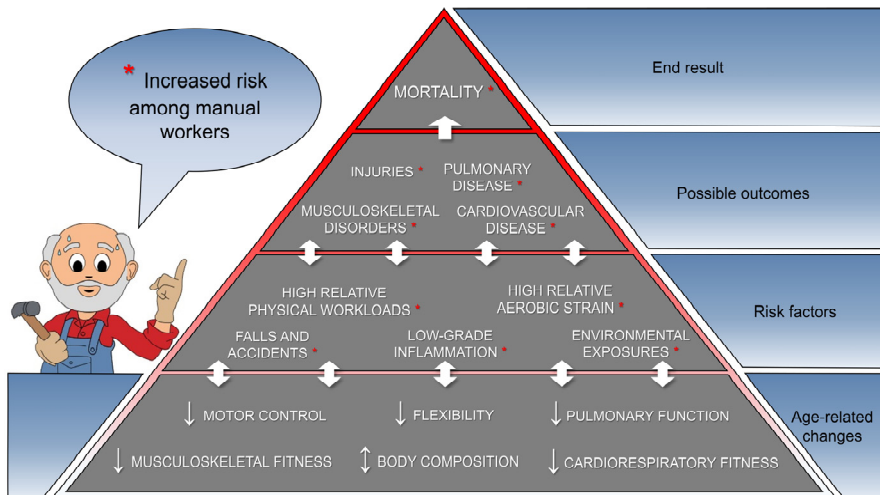 * Increased risk
among manual
workers
MORTALITY *
End result
INJURIES *
PULMONARY
DISEASE *
MUSCULOSKELETAL
DISORDERS *
CARDIOVASCULAR
DISEASE *
Possible outcomes
HIGH RELATIVE
PHYSICAL WORKLOADS *
HIGH RELATIVE
AEROBIC STRAIN *
FALLS AND
ACCIDENTS *
LOW-GRADE
INFLAMMATION *
ENVIRONMENTAL
EXPOSURES *
Risk factors
↓ MOTOR CONTROL
↓ FLEXIBILITY
↓ PULMONARY FUNCTION
↓ MUSCULOSKELETAL FITNESS
↕ BODY COMPOSITION
↓ CARDIORESPIRATORY FITNESS
Age-related
changes